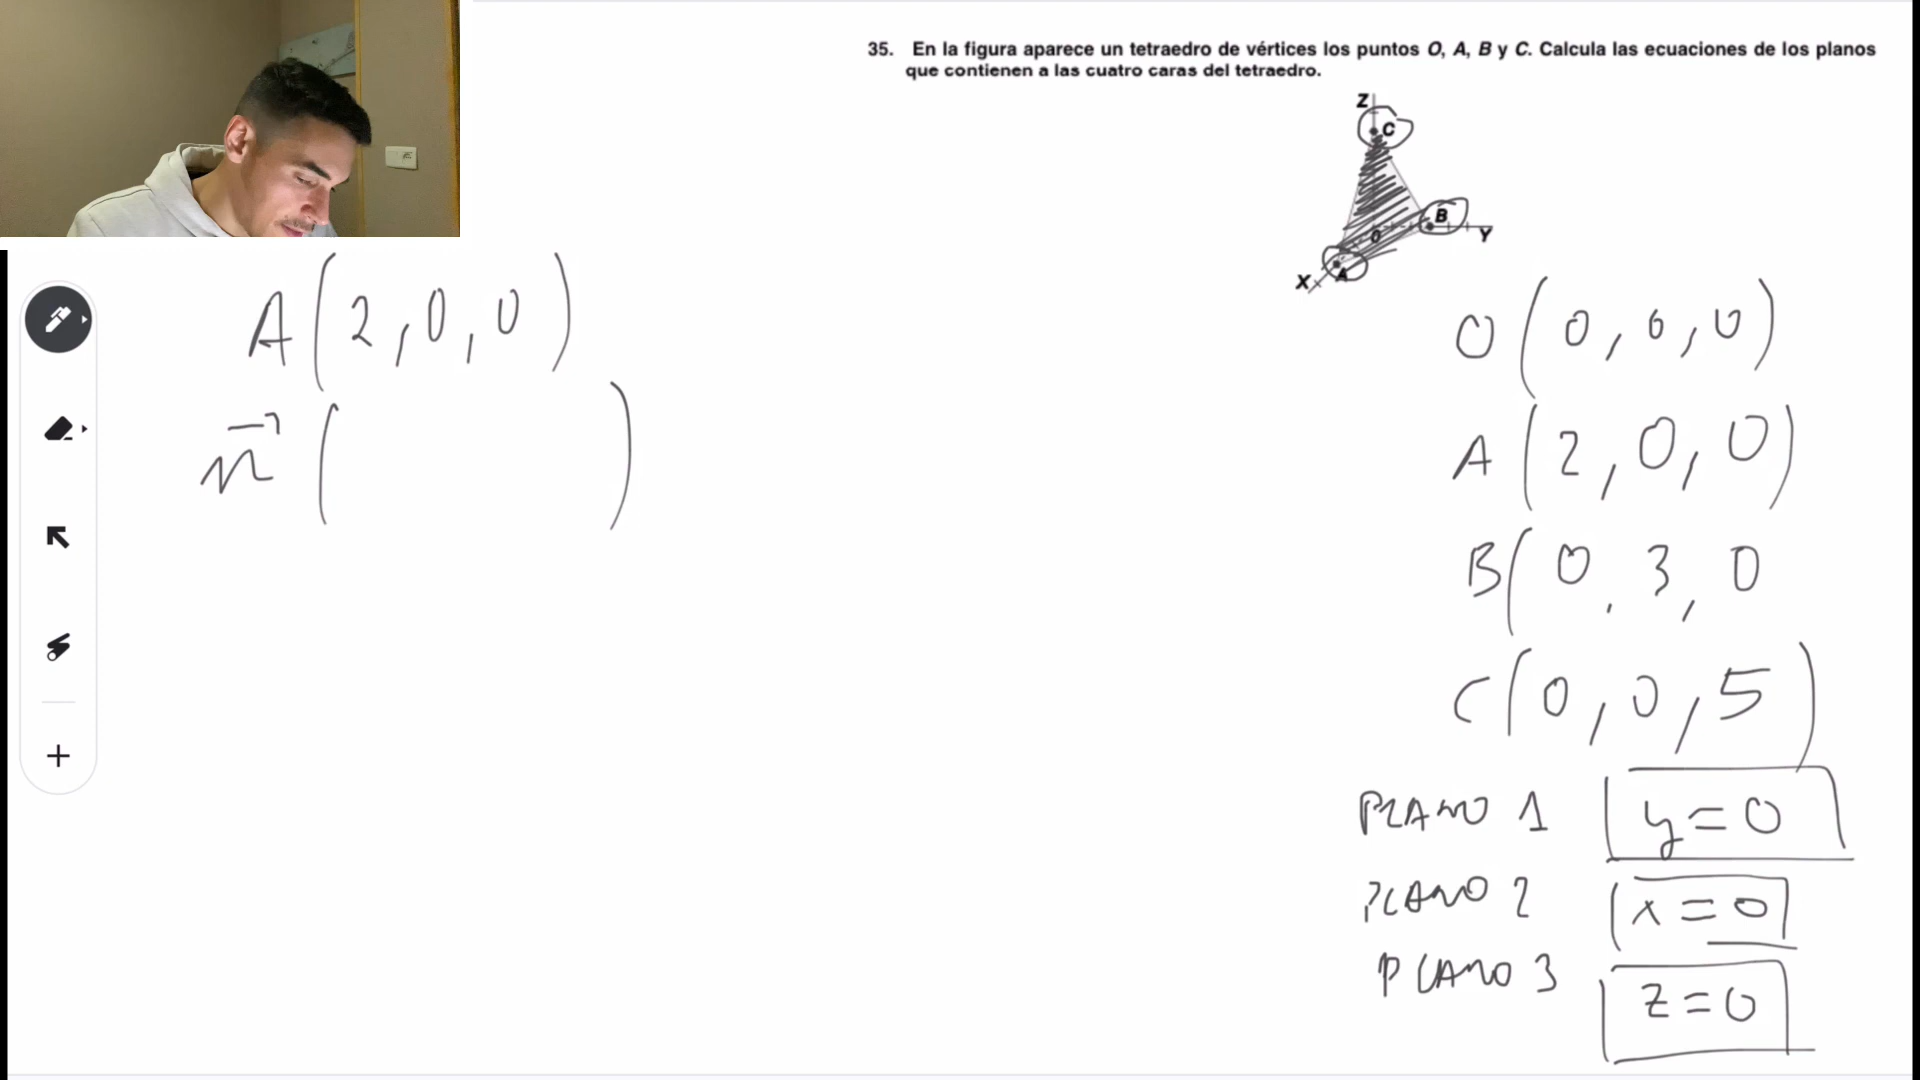 35. En la figura aparece un tetraedro de vértices los puntos O, A, B y C. Calcula las ecuaciones de los planos
que contienen a las cuatro caras del tetraedro.
Z
C
B
O
Y
A
X
A(2,0,0)
n⃗ ( )
O(0,0,0)
A(2,0,0)
B(0,3,0
C(0,0,5)
PLANO 1 y=0
PLANO 2 x=0
PLANO 3 z=0